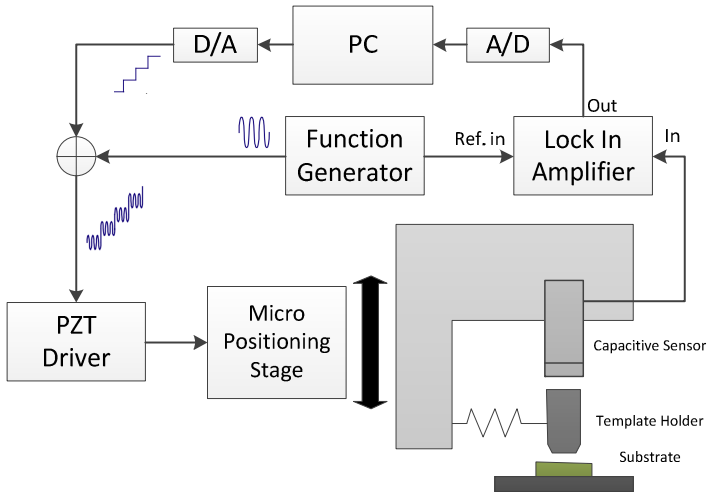 D/A
PC
A/D
Out
Function
Generator
Ref. in
Lock In
Amplifier
In
PZT
Driver
Micro
Positioning
Stage
Capacitive Sensor
Template Holder
Substrate